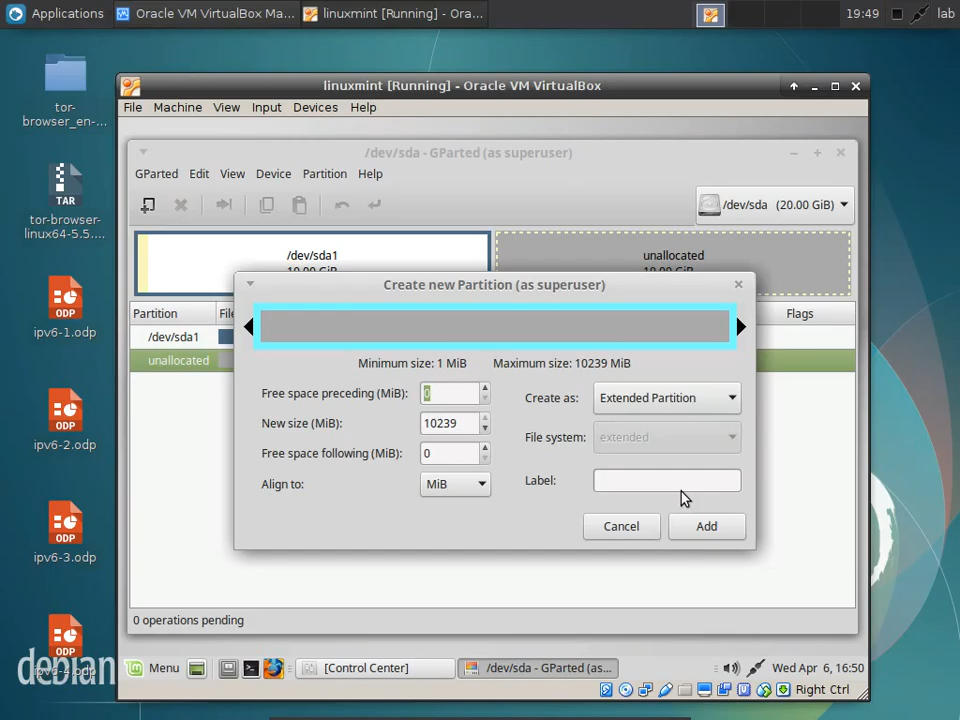 Applications
Oracle VM VirtualBox Ma...
linuxmint [Running] - Ora...
19:49
lab
tor-
browser_en-...
TAR
tor-browser-
linux64-5.5....
ODP
ipv6-1.odp
ODP
ipv6-2.odp
ODP
ipv6-3.odp
ODP
debian
linuxmint [Running] - Oracle VM VirtualBox
File Machine View Input Devices Help
/dev/sda - GParted (as superuser)
GParted Edit View Device Partition Help
/dev/sda (20.00 GiB)
/dev/sda1
unallocated
Partition
Flags
/dev/sda1
unallocated
Create new Partition (as superuser)
Minimum size: 1 MiB Maximum size: 10239 MiB
Free space preceding (MiB): 0
Create as: Extended Partition
New size (MiB): 10239
File system: extended
Free space following (MiB): 0
Label:
Align to: MiB
Cancel
Add
0 operations pending
Menu
[Control Center]
/dev/sda - GParted (as...
Wed Apr 6, 16:50
Right Ctrl